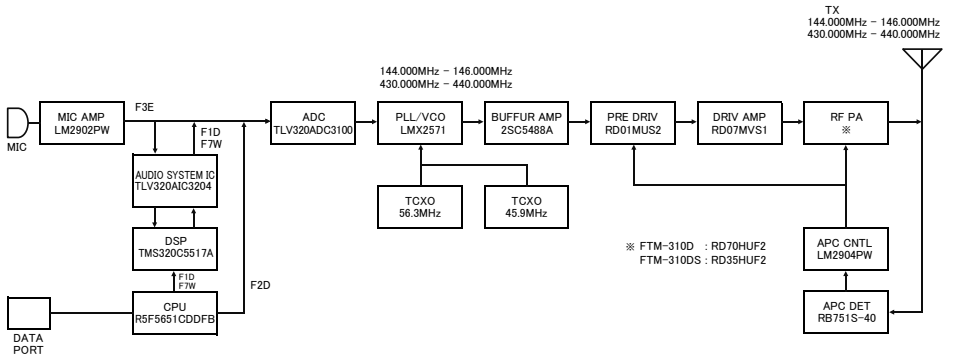 TX
144.000MHz - 146.000MHz
430.000MHz - 440.000MHz
144.000MHz - 146.000MHz
430.000MHz - 440.000MHz
MIC
MIC AMP
LM2902PW
F3E
F1D
F7W
ADC
TLV320ADC3100
PLL/VCO
LMX2571
BUFFUR AMP
2SC5488A
PRE DRIV
RD01MUS2
DRIV AMP
RD07MVS1
RF PA
※
AUDIO SYSTEM IC
TLV320AIC3204
TCXO
56.3MHz
TCXO
45.9MHz
DSP
TMS320C5517A
※ FTM-310D : RD70HUF2
FTM-310DS : RD35HUF2
APC CNTL
LM2904PW
F1D
F7W
F2D
CPU
R5F5651CDDFB
APC DET
RB751S-40
DATA
PORT